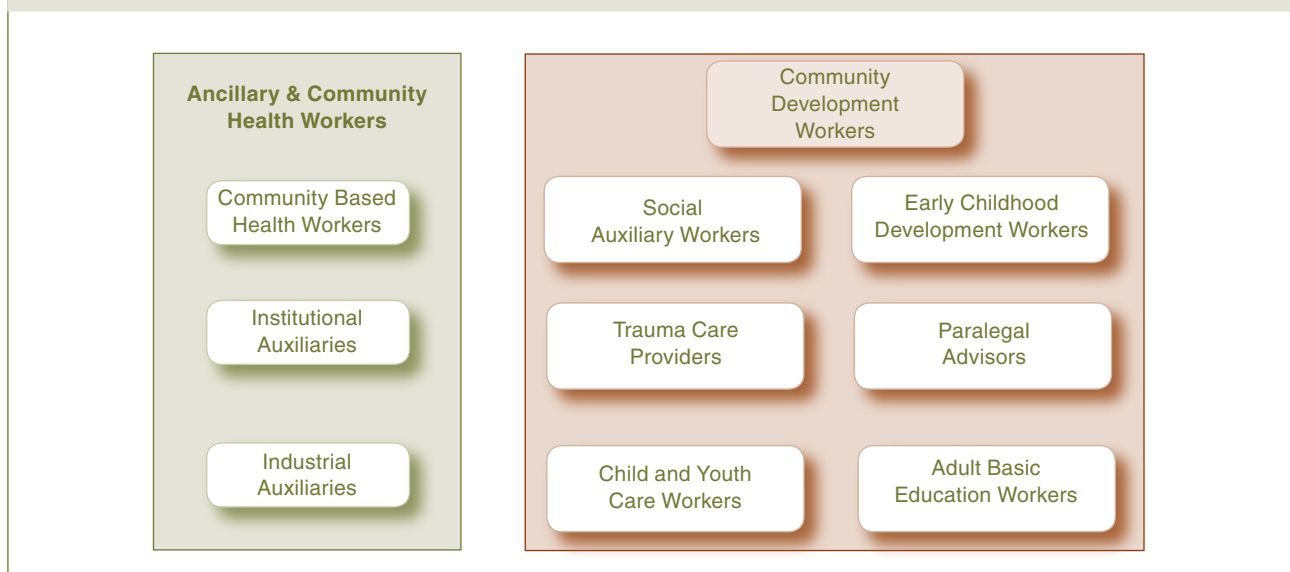 Ancillary & Community
Health Workers
Community Based
Health Workers
Institutional
Auxiliaries
Industrial
Auxiliaries
Community
Development
Workers
Social
Auxiliary Workers
Early Childhood
Development Workers
Trauma Care
Providers
Paralegal
Advisors
Child and Youth
Care Workers
Adult Basic
Education Workers